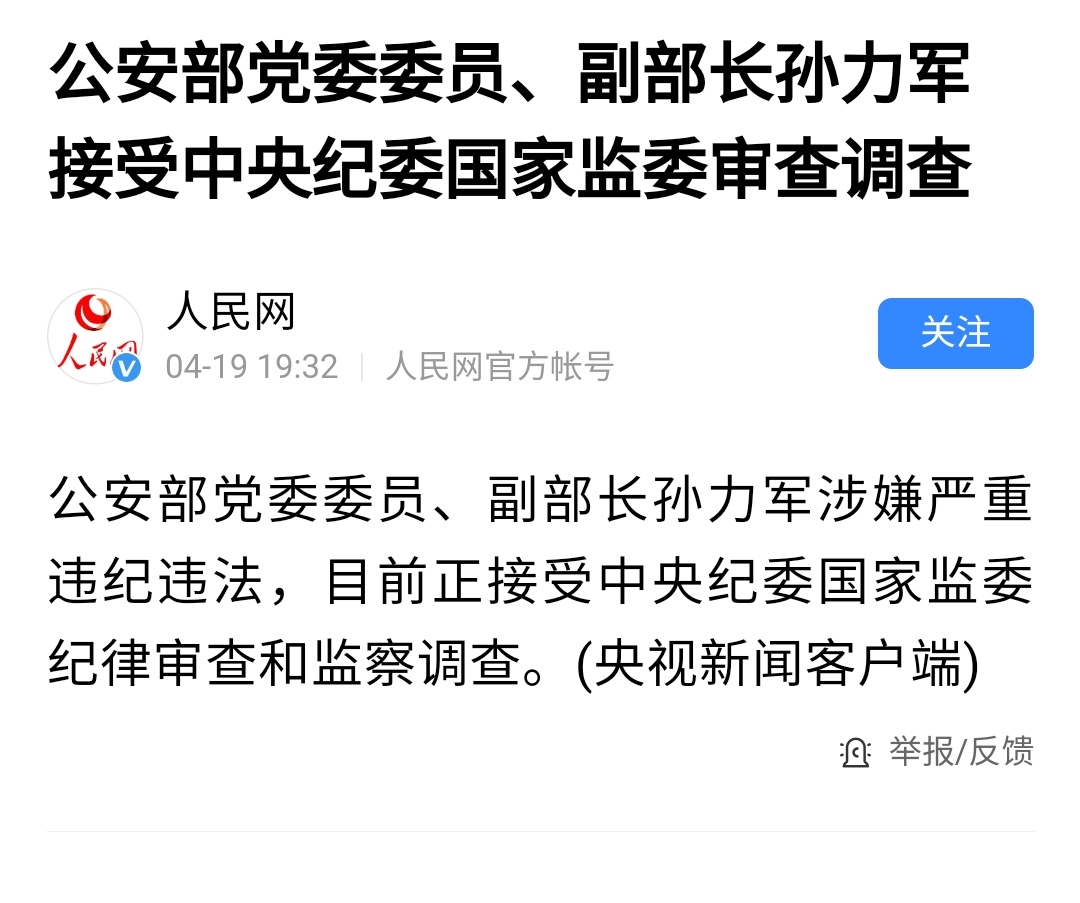 公安部党委委员、副部长孙力军
接受中央纪委国家监委审查调查
人民网
人民网
04-19 19:32 | 人民网官方帐号
关注
公安部党委委员、副部长孙力军涉嫌严重
违纪违法，目前正接受中央纪委国家监委
纪律审查和监察调查。(央视新闻客户端)
举报/反馈